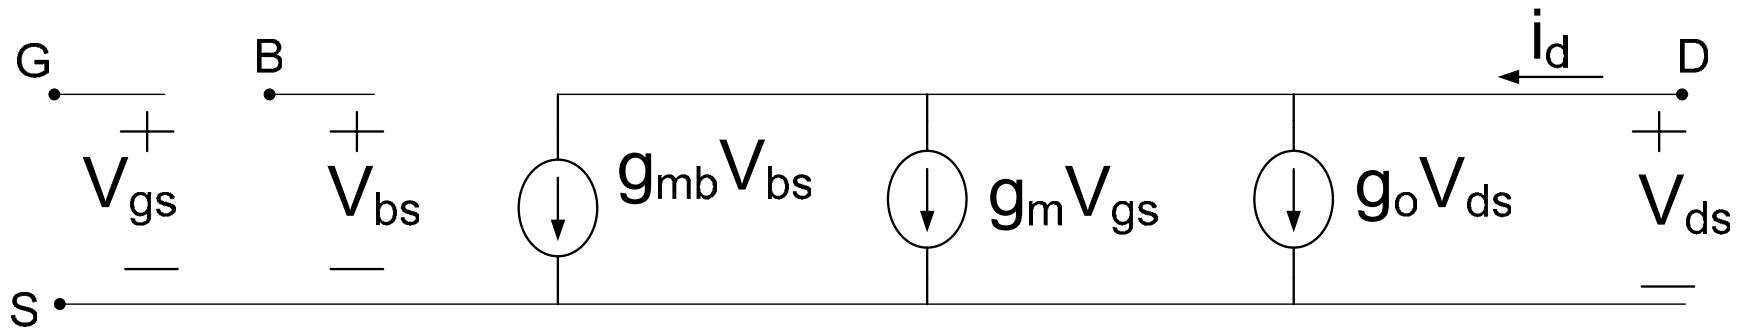 G
B
i_d
D
+
+
+
V_gs
V_bs
g_mb V_bs
g_m V_gs
g_o V_ds
V_ds
−
−
−
S